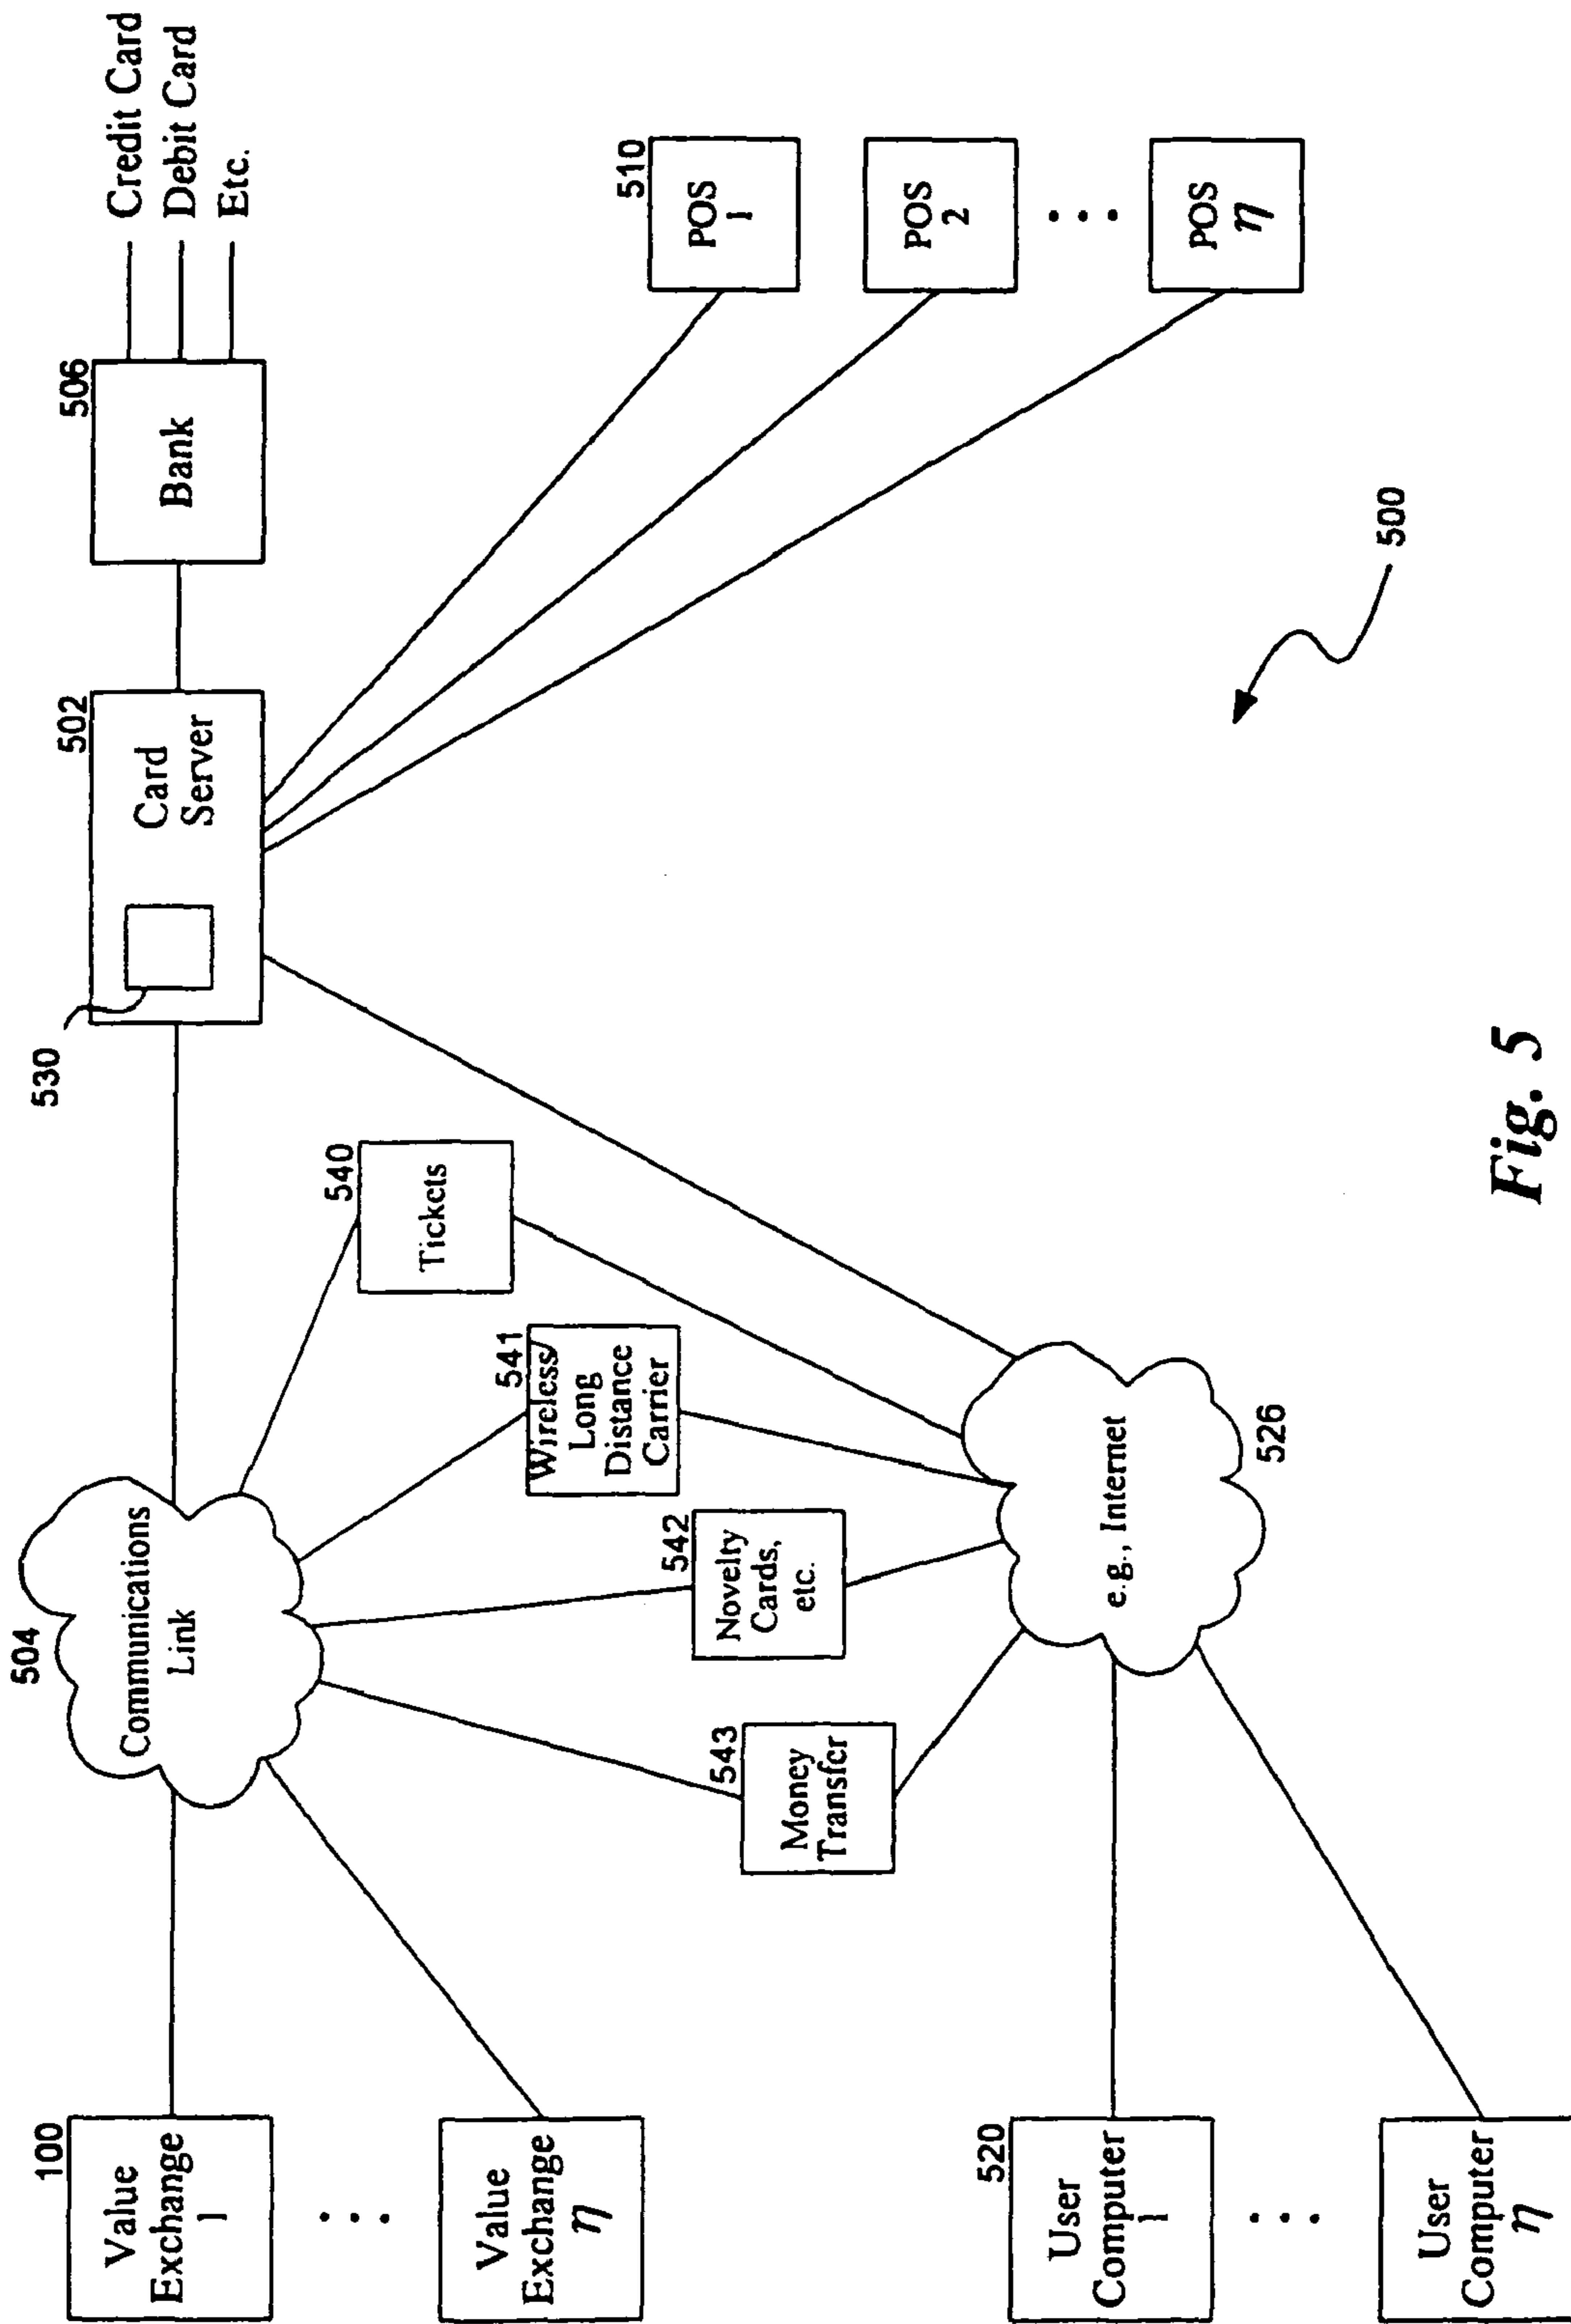 504
Communications
Link
530
502
Card
Server
506
Bank
Credit Card
Debit Card
Etc.
100
Value
Exchange
1
Value
Exchange
η
540
Tickets
541
Wireless/
Long
Distance
Carrier
542
Novelty
Cards,
etc.
543
Money
Transfer
510
POS
1
POS
2
POS
η
520
User
Computer
1
User
Computer
η
e.g., Internet
526
500
Fig. 5